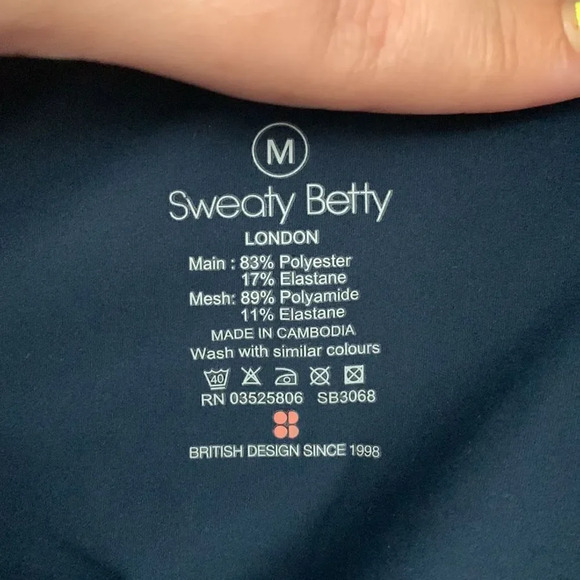 M
Sweaty Betty
LONDON
Main : 83% Polyester
17% Elastane
Mesh: 89% Polyamide
11% Elastane
MADE IN CAMBODIA
Wash with similar colours
40
RN 03525806 SB3068
BRITISH DESIGN SINCE 1998